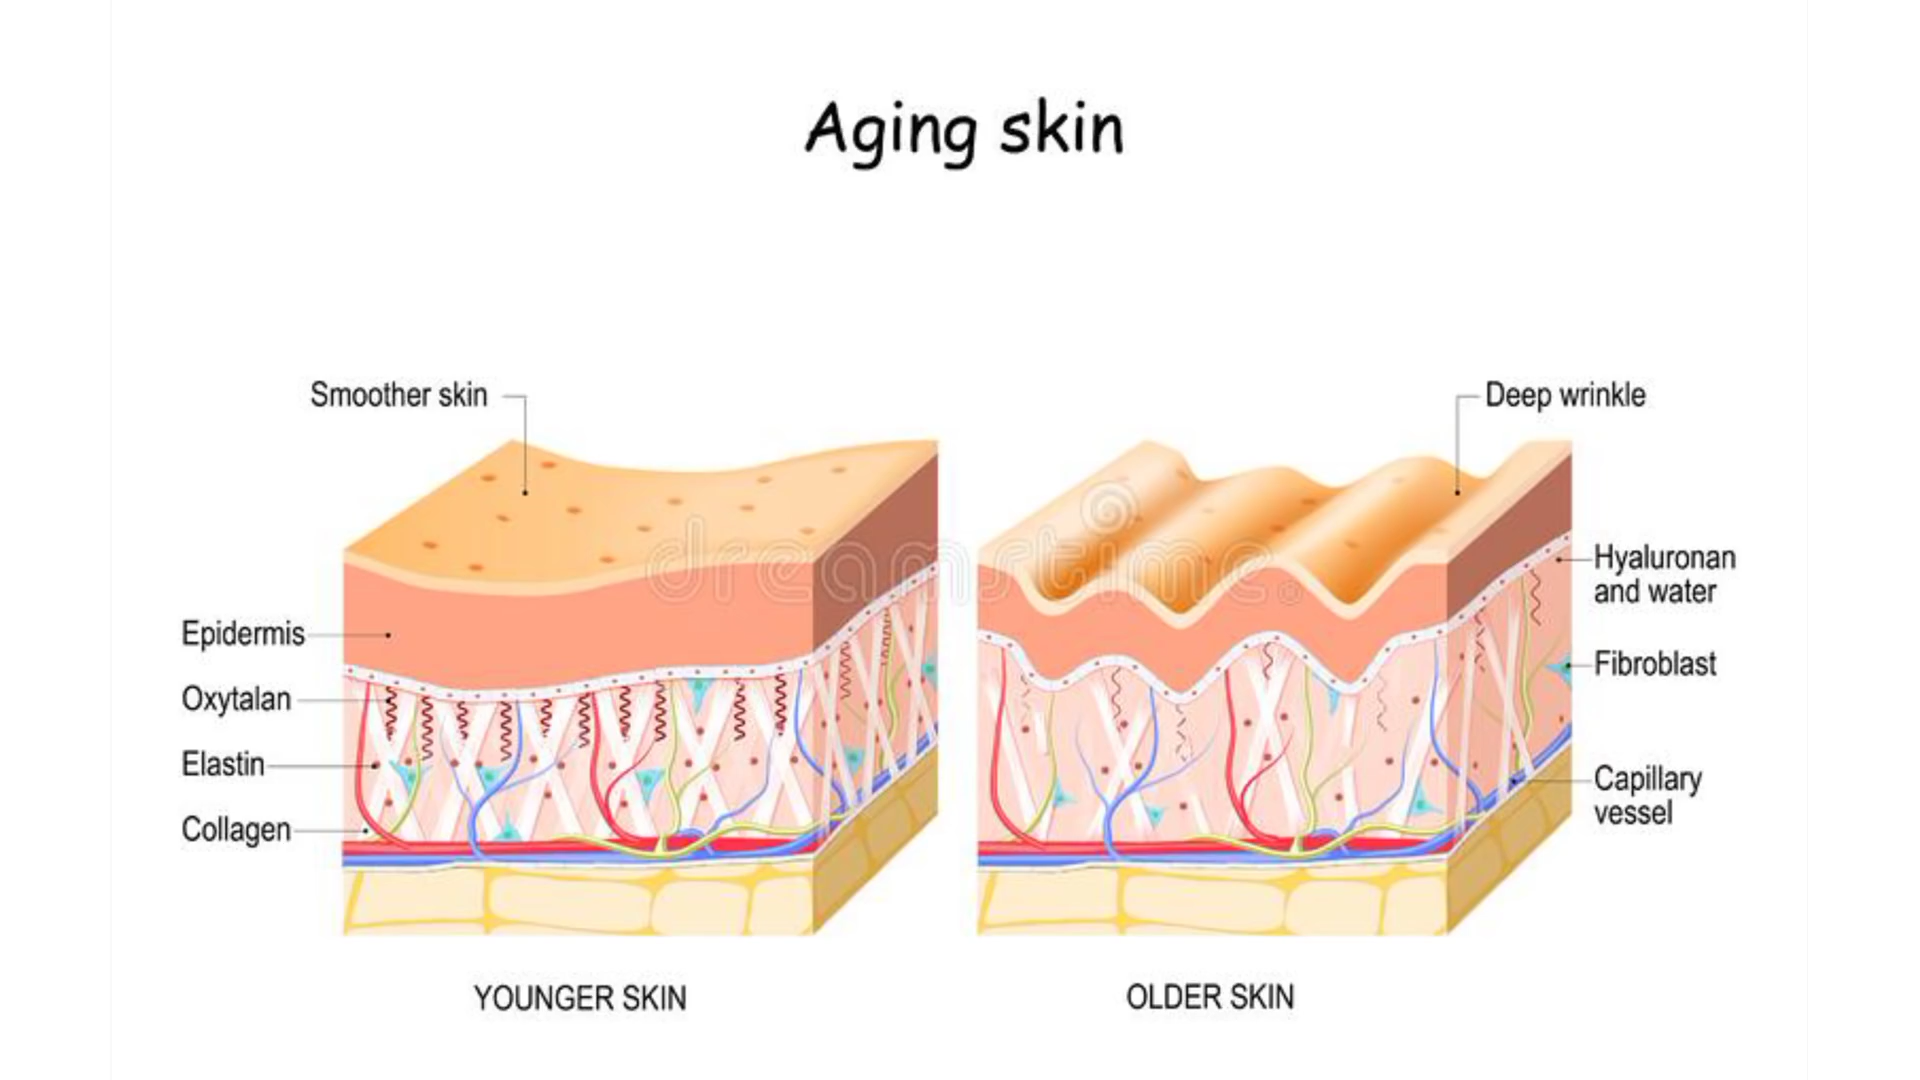 Aging skin
Smoother skin
Deep wrinkle
dreamstime.
Hyaluronan
and water
Epidermis
Fibroblast
Oxytalan
Elastin
Capillary
vessel
Collagen
YOUNGER SKIN
OLDER SKIN